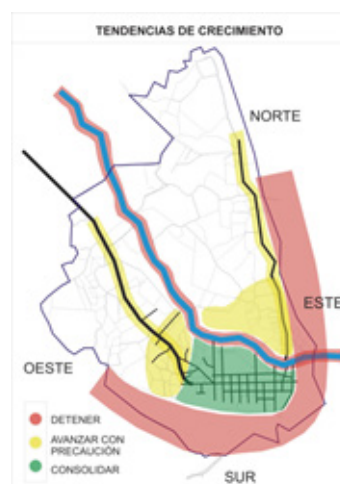 TENDENCIAS DE CRECIMIENTO
NORTE
ESTE
OESTE
DETENER
AVANZAR CON
PRECAUCIÓN
CONSOLIDAR
SUR